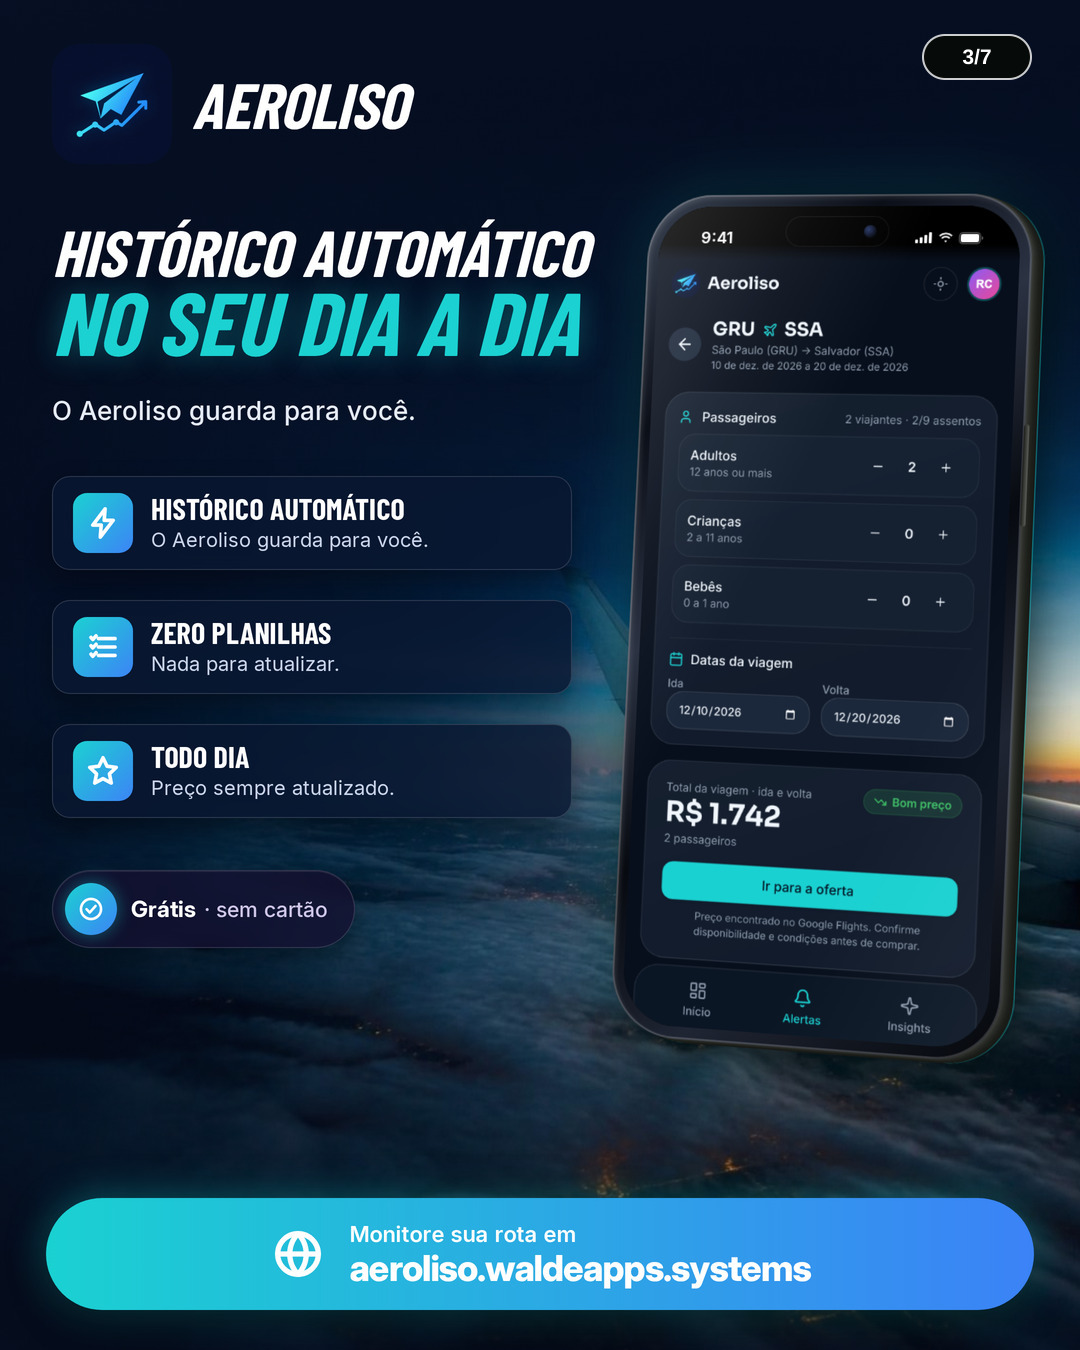 3/7
AEROLISO
HISTÓRICO AUTOMÁTICO
NO SEU DIA A DIA
O Aeroliso guarda para você.
HISTÓRICO AUTOMÁTICO
O Aeroliso guarda para você.
ZERO PLANILHAS
Nada para atualizar.
TODO DIA
Preço sempre atualizado.
Grátis · sem cartão
9:41
Aeroliso
RC
GRU SSA
São Paulo (GRU) → Salvador (SSA)
10 de dez. de 2026 a 20 de dez. de 2026
Passageiros 2 viajantes · 2/9 assentos
Adultos
12 anos ou mais
− 2 +
Crianças
2 a 11 anos
− 0 +
Bebês
0 a 1 ano
− 0 +
Datas da viagem
Ida Volta
12/10/2026 12/20/2026
Total da viagem · ida e volta
R$ 1.742
Bom preço
2 passageiros
Ir para a oferta
Preço encontrado no Google Flights. Confirme
disponibilidade e condições antes de comprar.
Início Alertas Insights
Monitore sua rota em
aeroliso.waldeapps.systems